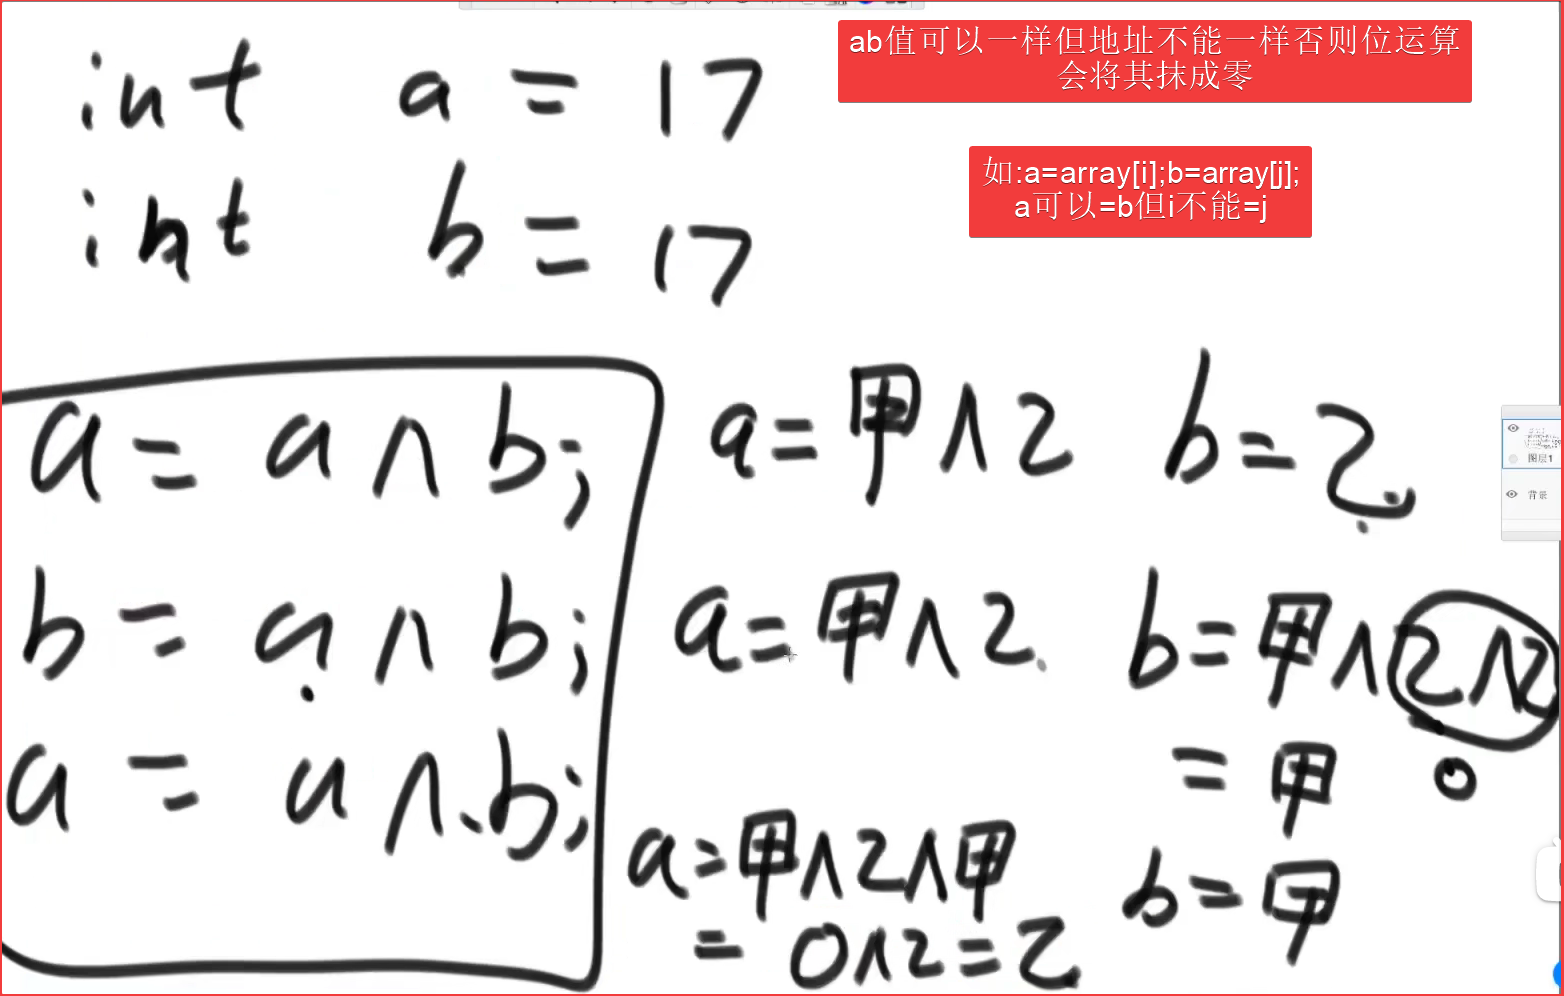 int a = 17
ab值可以一样但地址不能一样否则位运算
会将其抹成零
int b = 17
如:a=array[i];b=array[j];
a可以=b但i不能=j
a = a ∧ b;
a=甲∧乙 b=乙
图层1
背景
b = a ∧ b;
a=甲∧乙 b=甲∧乙∧乙
=甲 0
a = a ∧ b;
a=甲∧乙∧甲
b=甲
= 0∧乙=乙